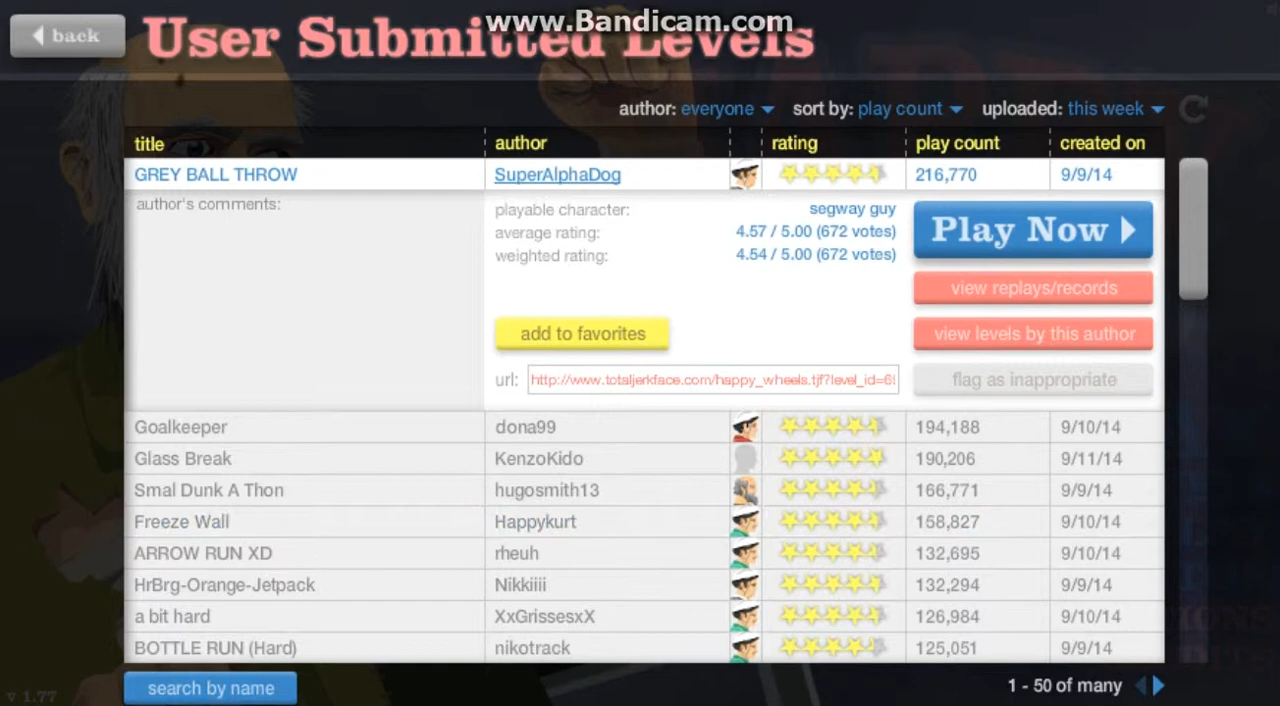 www.Bandicam.com
back
User Submitted Levels
author: everyone sort by: play count uploaded: this week
title author rating play count created on
GREY BALL THROW SuperAlphaDog 216,770 9/9/14
author's comments:
playable character: segway guy
average rating: 4.57 / 5.00 (672 votes)
weighted rating: 4.54 / 5.00 (672 votes)
Play Now
view replays/records
add to favorites
view levels by this author
url: http://www.totaljerkface.com/happy_wheels.tjf?level_id=6
flag as inappropriate
Goalkeeper dona99 194,188 9/10/14
Glass Break KenzoKido 190,206 9/11/14
Smal Dunk A Thon hugosmith13 166,771 9/9/14
Freeze Wall Happykurt 158,827 9/10/14
ARROW RUN XD rheuh 132,695 9/10/14
HrBrg-Orange-Jetpack Nikkiiii 132,294 9/9/14
a bit hard XxGrissesxX 126,984 9/10/14
BOTTLE RUN (Hard) nikotrack 125,051 9/9/14
v 1.77
search by name
1 - 50 of many